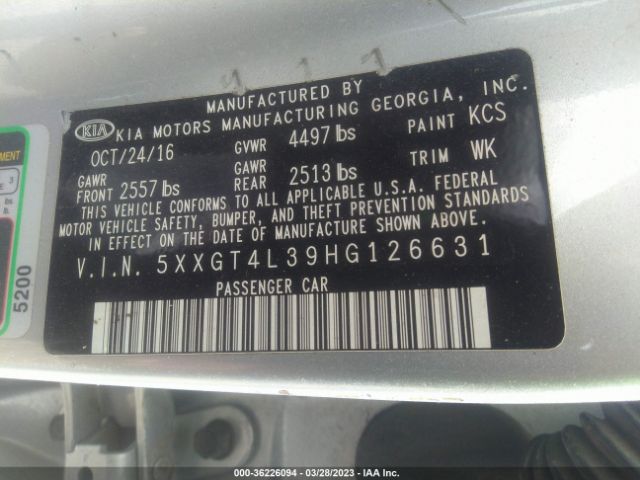 MANUFACTURED BY
KIA KIA MOTORS MANUFACTURING GEORGIA, INC.
OCT/24/16 GVWR 4497 lbs PAINT KCS
GAWR FRONT 2557 lbs GAWR REAR 2513 lbs TRIM WK
THIS VEHICLE CONFORMS TO ALL APPLICABLE U.S.A. FEDERAL
MOTOR VEHICLE SAFETY, BUMPER, AND THEFT PREVENTION STANDARDS
IN EFFECT ON THE DATE OF MANUFACTURE SHOWN ABOVE.
V.I.N. 5XXGT4L39HG126631
PASSENGER CAR
5200
000-36226094 - 03/28/2023 - IAA Inc.